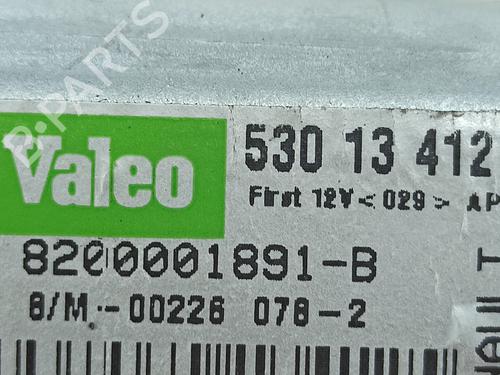 B-PARTS
Valeo
530 13 412
First 12V < 029 > AP
8200001891-B
S/M.-00226 078-2